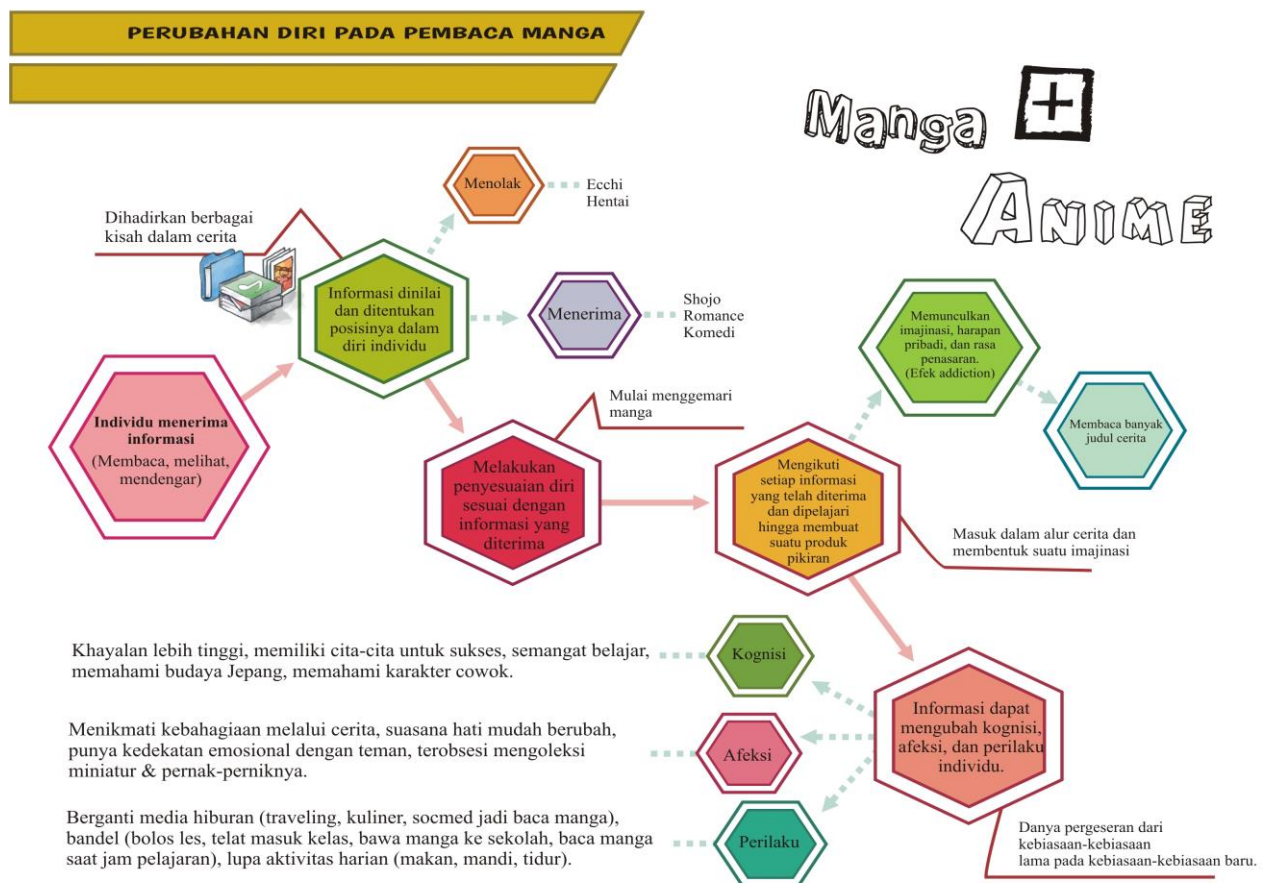 PERUBAHAN DIRI PADA PEMBACA MANGA
Manga +
ANIME
Menolak
Ecchi
Hentai
Dihadirkan berbagai
kisah dalam cerita
Informasi dinilai
dan ditentukan
posisinya dalam
diri individu
Menerima
Shojo
Romance
Komedi
Memunculkan
imajinasi, harapan
pribadi, dan rasa
penasaran.
(Efek addiction)
Membaca banyak
judul cerita
Individu menerima
informasi
(Membaca, melihat,
mendengar)
Mulai menggemari
manga
Melakukan
penyesuaian diri
sesuai dengan
informasi yang
diterima
Mengikuti
setiap informasi
yang telah diterima
dan dipelajari
hingga membuat
suatu produk
pikiran
Masuk dalam alur cerita dan
membentuk suatu imajinasi
Khayalan lebih tinggi, memiliki cita-cita untuk sukses, semangat belajar,
memahami budaya Jepang, memahami karakter cowok.
Kognisi
Informasi dapat
mengubah kognisi,
afeksi, dan perilaku
individu.
Menikmati kebahagiaan melalui cerita, suasana hati mudah berubah,
punya kedekatan emosional dengan teman, terobsesi mengoleksi
miniatur & pernak-perniknya.
Afeksi
Berganti media hiburan (traveling, kuliner, socmed jadi baca manga),
bandel (bolos les, telat masuk kelas, bawa manga ke sekolah, baca manga
saat jam pelajaran), lupa aktivitas harian (makan, mandi, tidur).
Perilaku
Danya pergeseran dari
kebiasaan-kebiasaan
lama pada kebiasaan-kebiasaan baru.